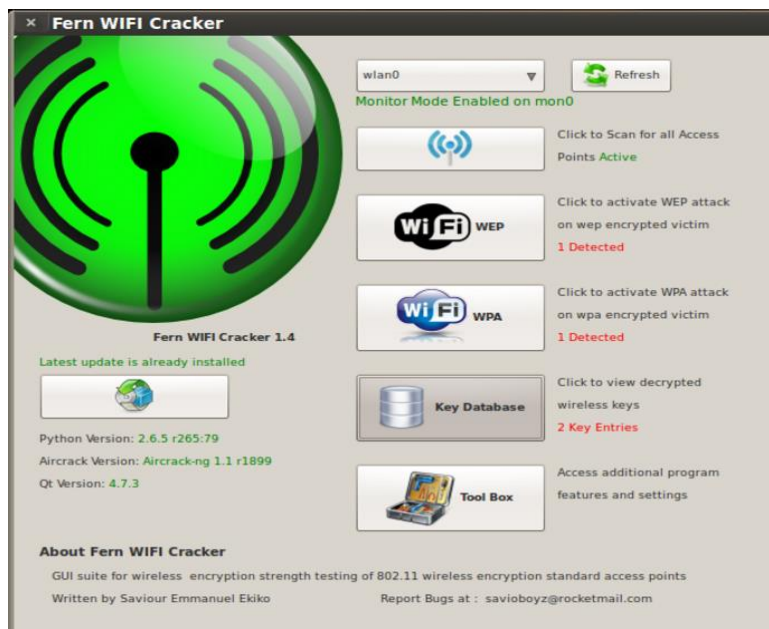 Fern WIFI Cracker
wlan0
Refresh
Monitor Mode Enabled on mon0
Click to Scan for all Access
Points Active
WiFi WEP
Click to activate WEP attack
on wep encrypted victim
1 Detected
WiFi WPA
Click to activate WPA attack
on wpa encrypted victim
1 Detected
Fern WIFI Cracker 1.4
Latest update is already installed
Key Database
Click to view decrypted
wireless keys
2 Key Entries
Python Version: 2.6.5 r265:79
Aircrack Version: Aircrack-ng 1.1 r1899
Qt Version: 4.7.3
Tool Box
Access additional program
features and settings
About Fern WIFI Cracker
GUI suite for wireless encryption strength testing of 802.11 wireless encryption standard access points
Written by Saviour Emmanuel Ekiko
Report Bugs at : savioboyz@rocketmail.com